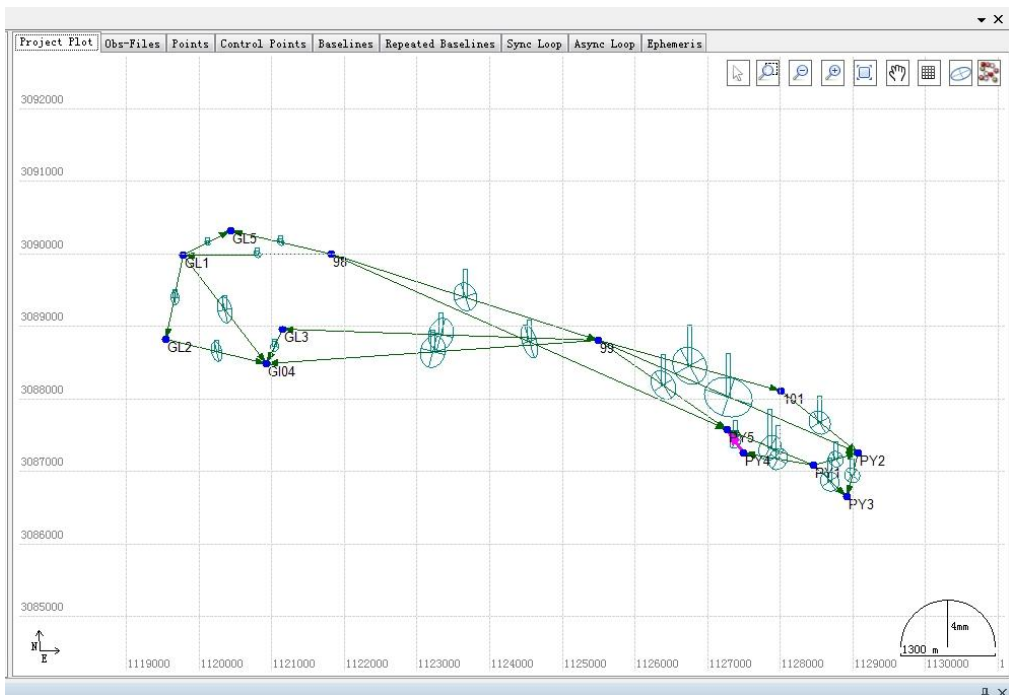 Project Plot Obs-Files Points Control Points Baselines Repeated Baselines Sync Loop Async Loop Ephemeris
3092000
3091000
GL5
3090000
GL1
98
3089000
GL3
GL2
99
Gl04
3088000
101
PY5
PY4
PY2
3087000
PY1
PY3
3086000
3085000
4mm
N
E
1300 m
1119000 1120000 1121000 1122000 1123000 1124000 1125000 1126000 1127000 1128000 1129000 1130000 1